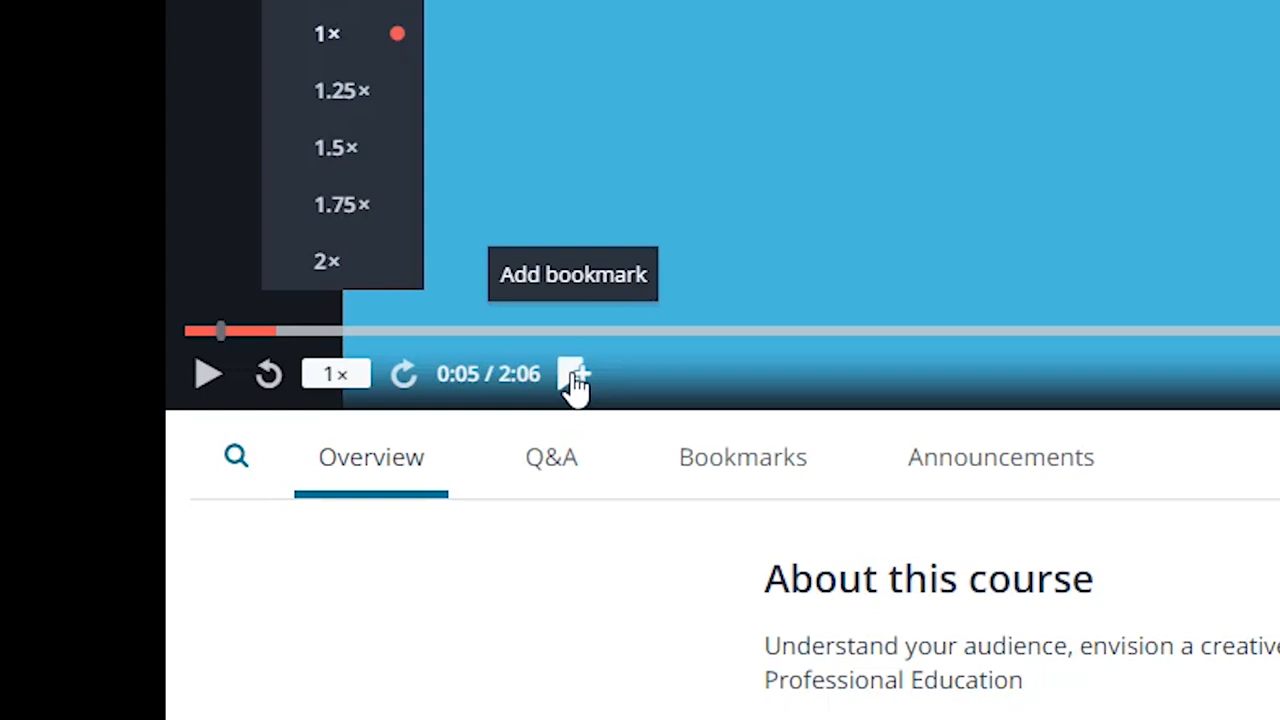 1×
1.25×
1.5×
1.75×
2×
Add bookmark
1×
0:05 / 2:06
Overview
Q&A
Bookmarks
Announcements
About this course
Understand your audience, envision a creative
Professional Education